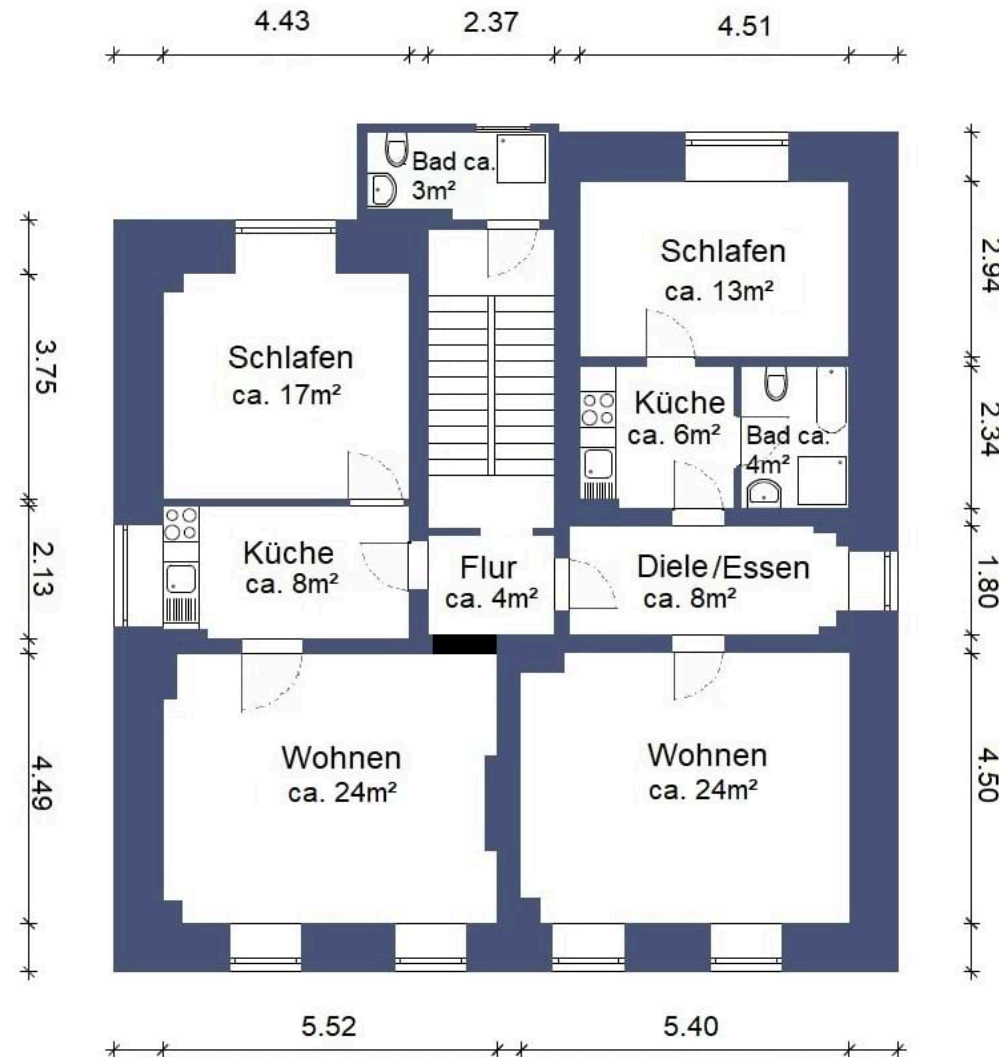 4.43 2.37 4.51
Bad ca.
3m²
Schlafen
ca. 13m²
2.94
Schlafen
ca. 17m²
3.75
Küche
ca. 6m²
Bad ca.
4m²
2.34
Küche
ca. 8m²
2.13
Flur
ca. 4m²
Diele/Essen
ca. 8m²
1.80
Wohnen
ca. 24m²
4.49
Wohnen
ca. 24m²
4.50
5.52 5.40